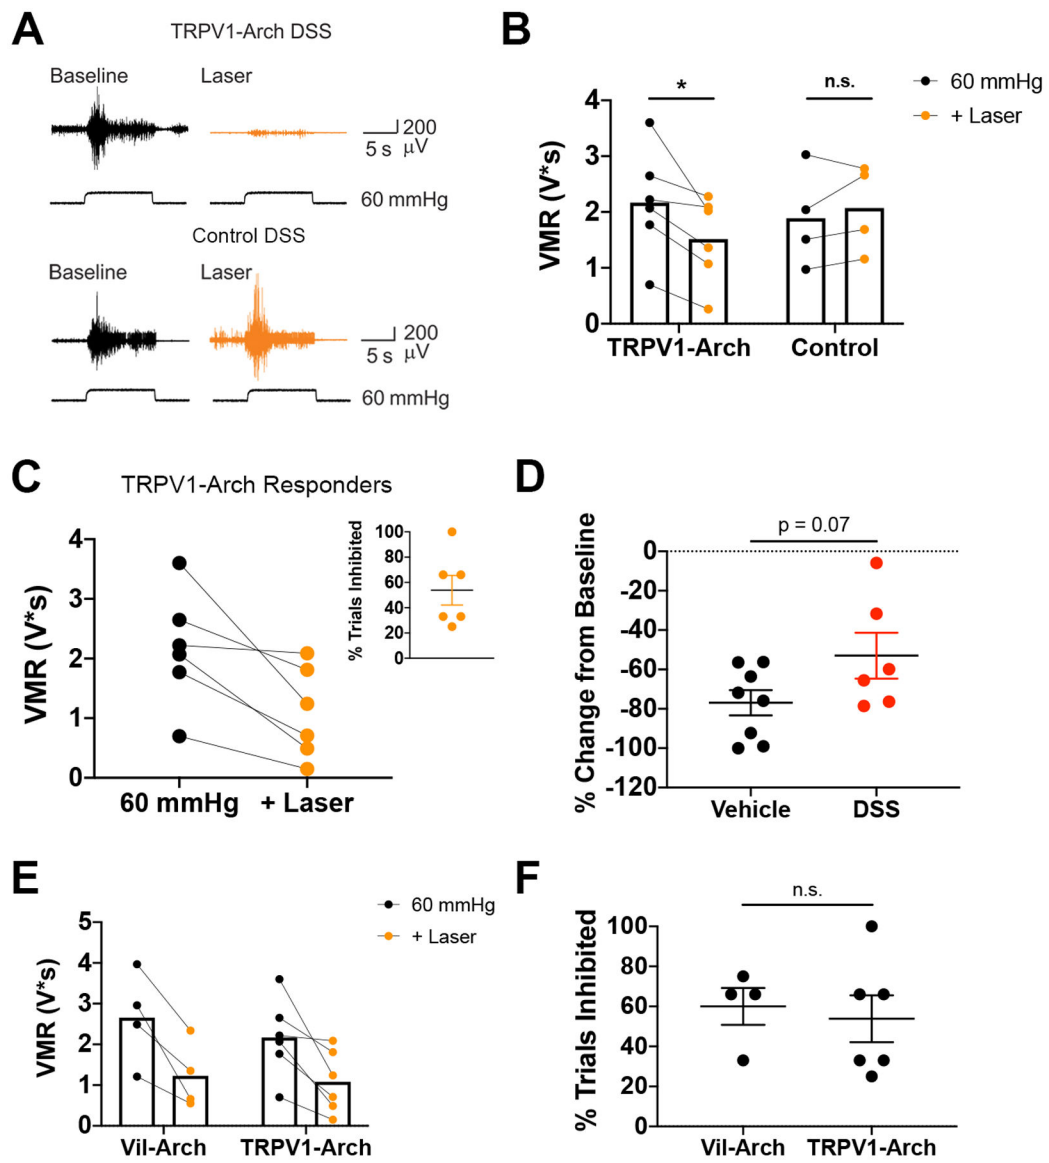 A
TRPV1-Arch DSS
Baseline
Laser
200
5 s μV
60 mmHg
Control DSS
Baseline
Laser
200
5 s μV
60 mmHg
B
60 mmHg
+ Laser
*
n.s.
VMR (V*s)
4
3
2
1
0
TRPV1-Arch
Control
C
TRPV1-Arch Responders
VMR (V*s)
4
3
2
1
0
60 mmHg
+ Laser
% Trials Inhibited
100
80
60
40
20
0
D
p = 0.07
% Change from Baseline
0
-20
-40
-60
-80
-100
-120
Vehicle
DSS
E
60 mmHg
+ Laser
VMR (V*s)
5
4
3
2
1
0
Vil-Arch
TRPV1-Arch
F
n.s.
% Trials Inhibited
100
80
60
40
20
0
Vil-Arch
TRPV1-Arch